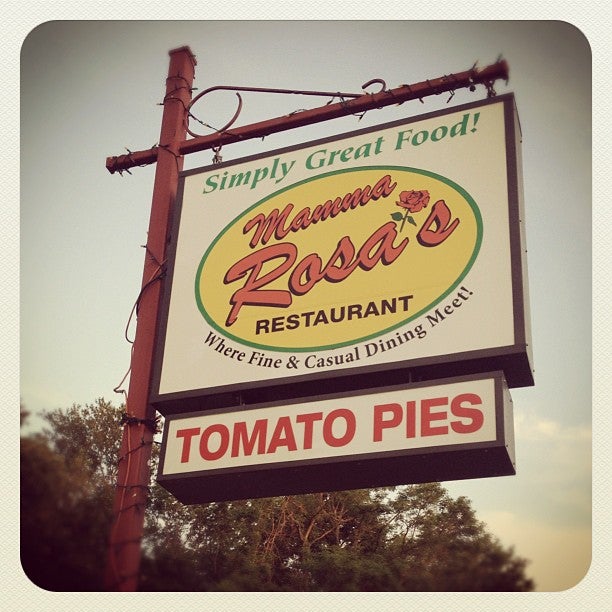 Simply Great Food!
Mamma
Rosa's
RESTAURANT
Where Fine & Casual Dining Meet!
TOMATO PIES